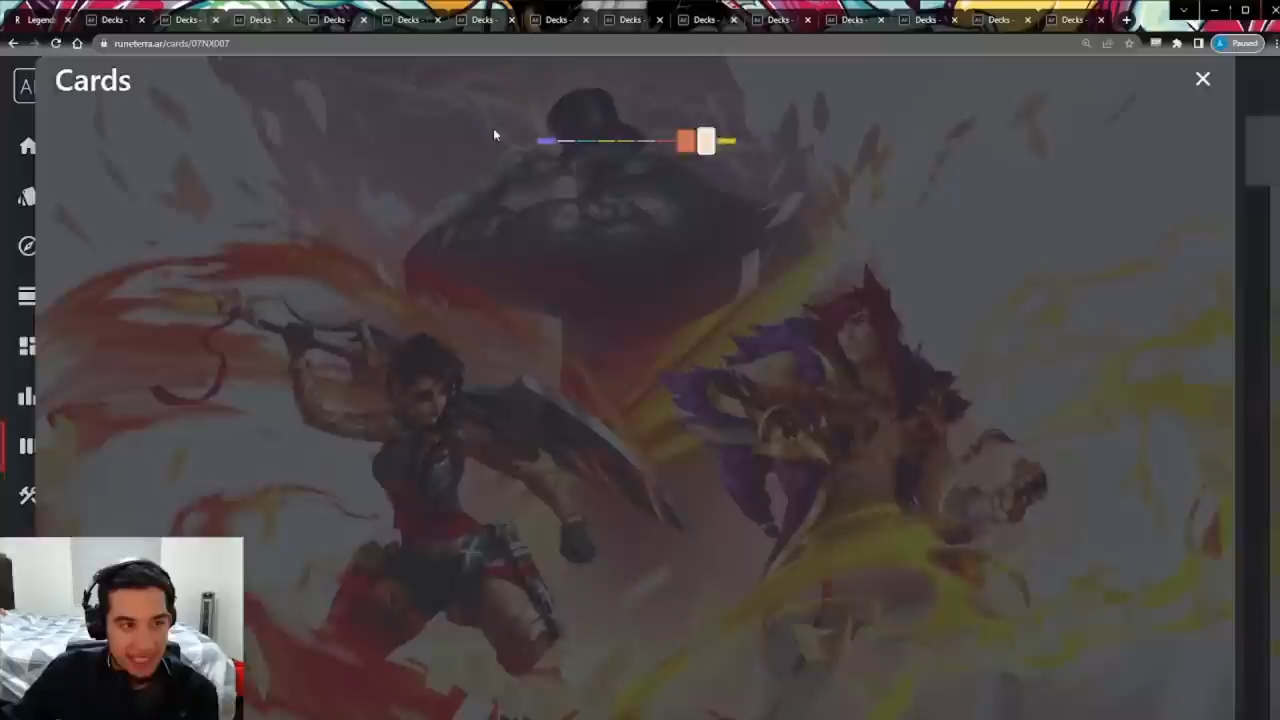 Legend: Decks - Decks - Decks - Decks - Decks - Decks - Decks - Decks - Decks - Decks - Decks - Decks - Decks - Decks -
runeterra.ar/cards/07NX007
Paused
A
Cards